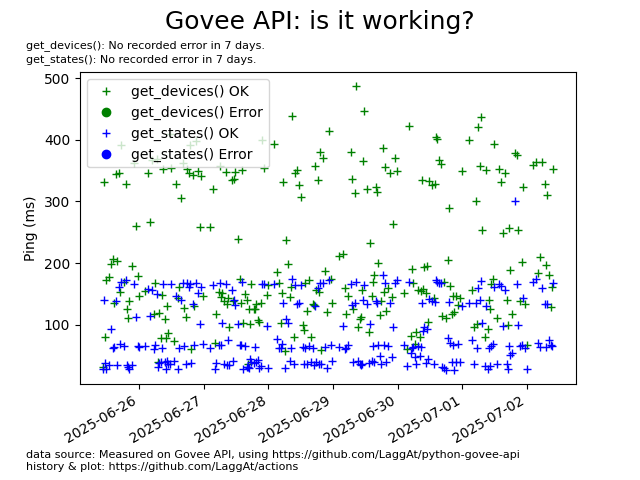 Govee API: is it working?
get_devices(): No recorded error in 7 days.
get_states(): No recorded error in 7 days.
500
400
300
200
100
Ping (ms)
get_devices() OK
get_devices() Error
get_states() OK
get_states() Error
2025-06-26
2025-06-27
2025-06-28
2025-06-29
2025-06-30
2025-07-01
2025-07-02
data source: Measured on Govee API, using https://github.com/LaggAt/python-govee-api
history & plot: https://github.com/LaggAt/actions